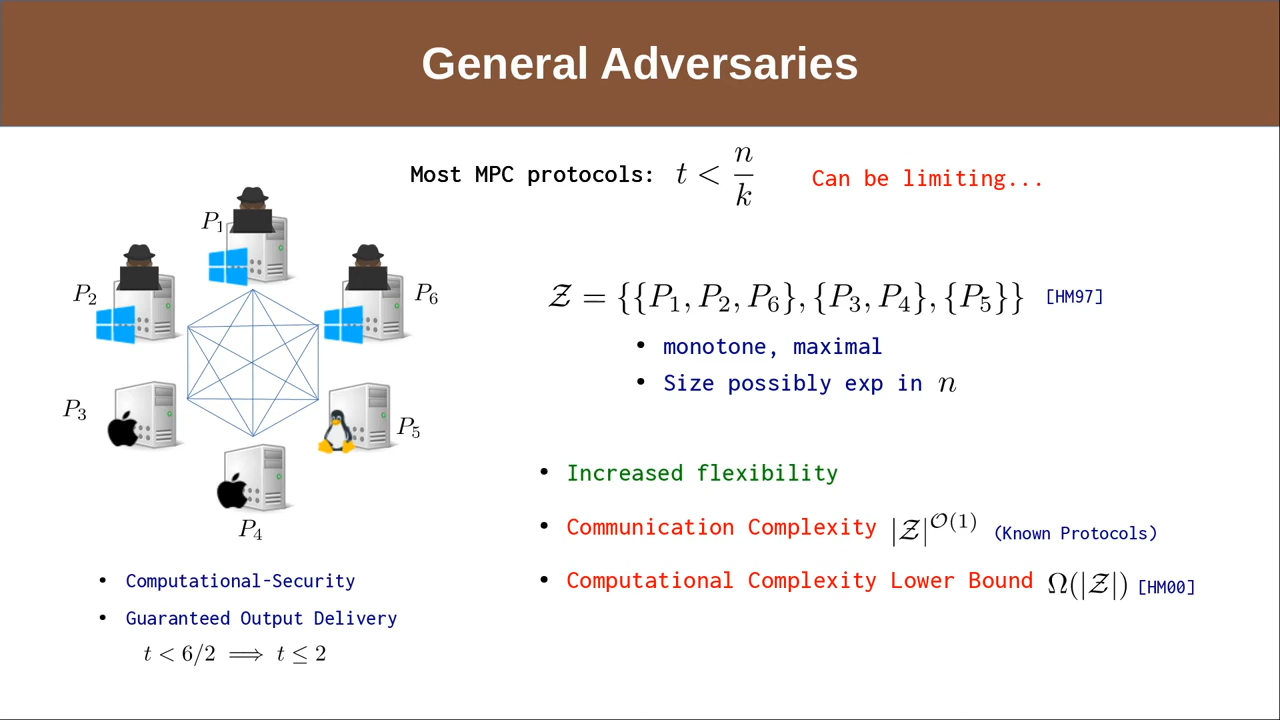 General Adversaries
Most MPC protocols: t < n/k Can be limiting...
P₁
P₂
P₆
P₃
P₅
P₄
• Computational-Security
• Guaranteed Output Delivery
t < 6/2 ⟹ t ≤ 2
𝒵 = {{P₁, P₂, P₆}, {P₃, P₄}, {P₅}} [HM97]
• monotone, maximal
• Size possibly exp in n
• Increased flexibility
• Communication Complexity |𝒵|^𝒪(1) (Known Protocols)
• Computational Complexity Lower Bound Ω(|𝒵|) [HM00]